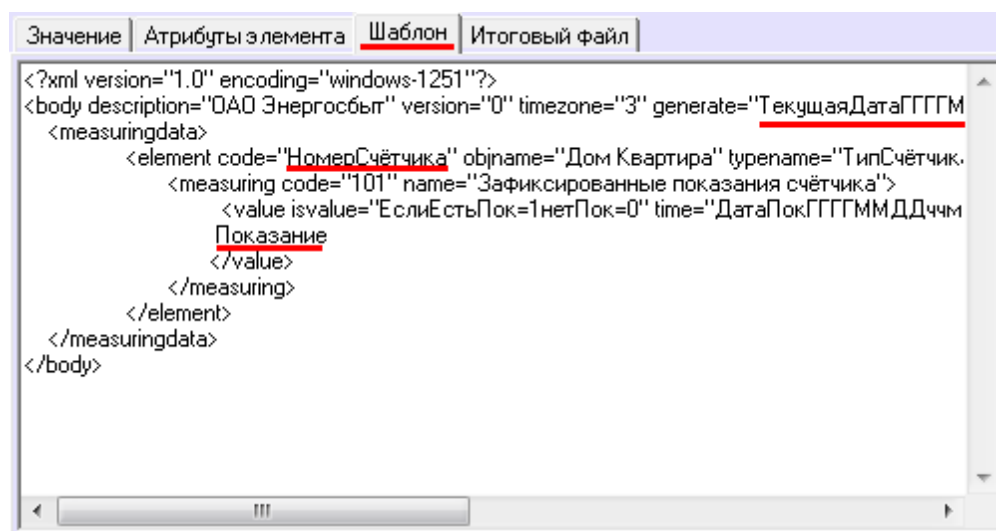 Значение Атрибуты элемента Шаблон Итоговый файл
<?xml version="1.0" encoding="windows-1251"?>
<body description="ОАО Энергосбыт" version="0" timezone="3" generate="ТекущаяДатаГГГГМ
<measuringdata>
<element code="НомерСчётчика" objname="Дом Квартира" typename="ТипСчётчик
<measuring code="101" name="Зафиксированные показания счётчика">
<value isvalue="ЕслиЕстьПок=1нетПок=0" time="ДатаПокГГГГММДДччм
Показание
</value>
</measuring>
</element>
</measuringdata>
</body>